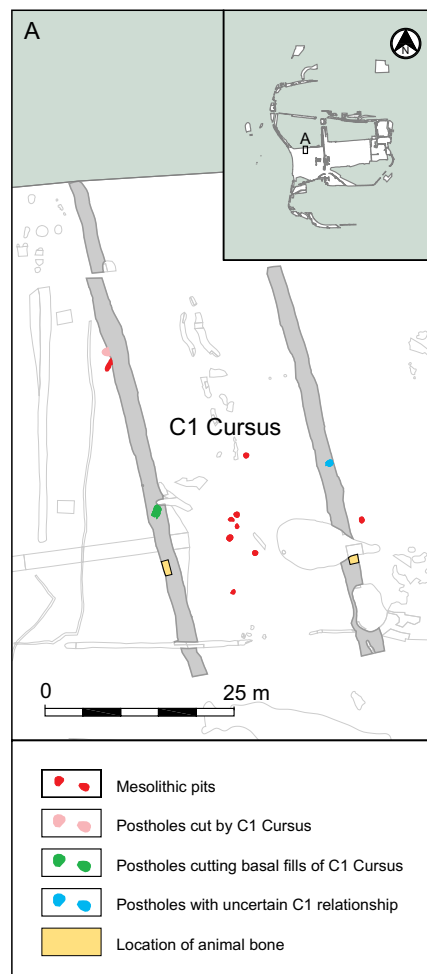 A
N
A
C1 Cursus
0 25 m
Mesolithic pits
Postholes cut by C1 Cursus
Postholes cutting basal fills of C1 Cursus
Postholes with uncertain C1 relationship
Location of animal bone